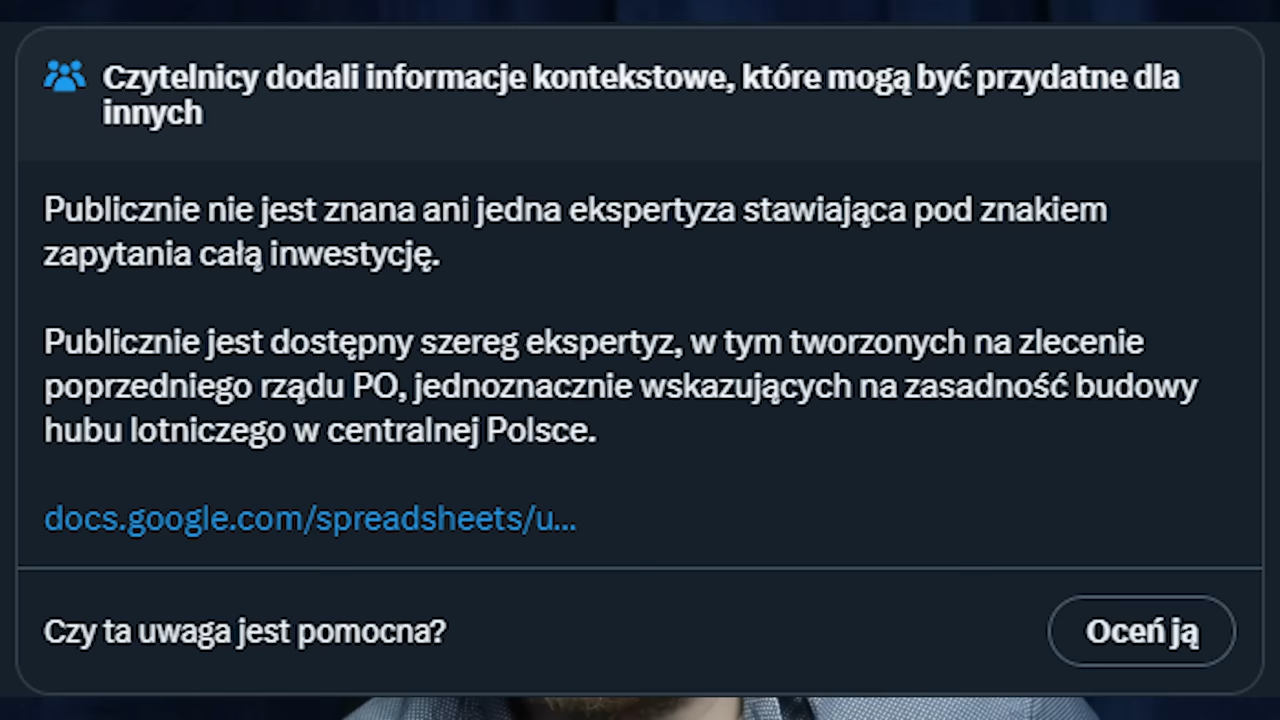 Czytelnicy dodali informacje kontekstowe, które mogą być przydatne dla
innych
Publicznie nie jest znana ani jedna ekspertyza stawiająca pod znakiem
zapytania całą inwestycję.
Publicznie jest dostępny szereg ekspertyz, w tym tworzonych na zlecenie
poprzedniego rządu PO, jednoznacznie wskazujących na zasadność budowy
hubu lotniczego w centralnej Polsce.
docs.google.com/spreadsheets/u...
Czy ta uwaga jest pomocna?
Oceń ją